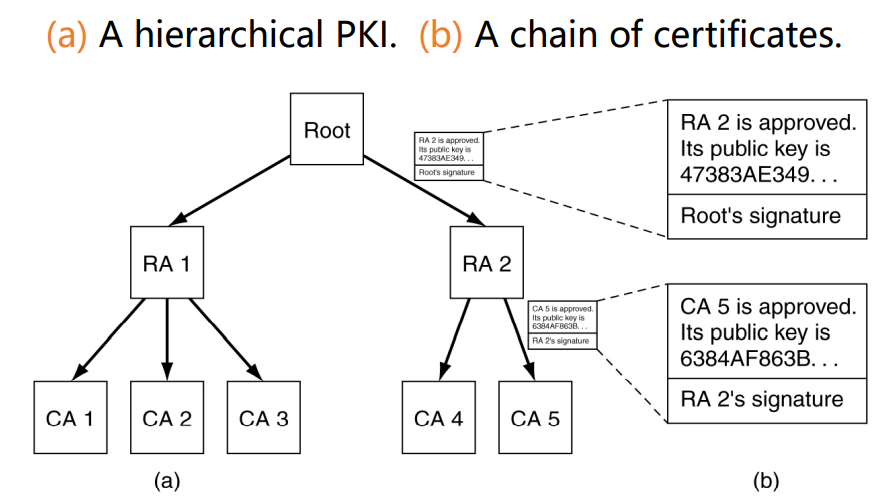 (a) A hierarchical PKI. (b) A chain of certificates.
Root
RA 2 is approved.
Its public key is
47383AE349. . .
Root's signature
RA 2 is approved.
Its public key is
47383AE349. . .
Root's signature
RA 1
RA 2
CA 5 is approved.
Its public key is
6384AF863B. . .
RA 2's signature
CA 5 is approved.
Its public key is
6384AF863B. . .
RA 2's signature
CA 1
CA 2
CA 3
CA 4
CA 5
(a)
(b)